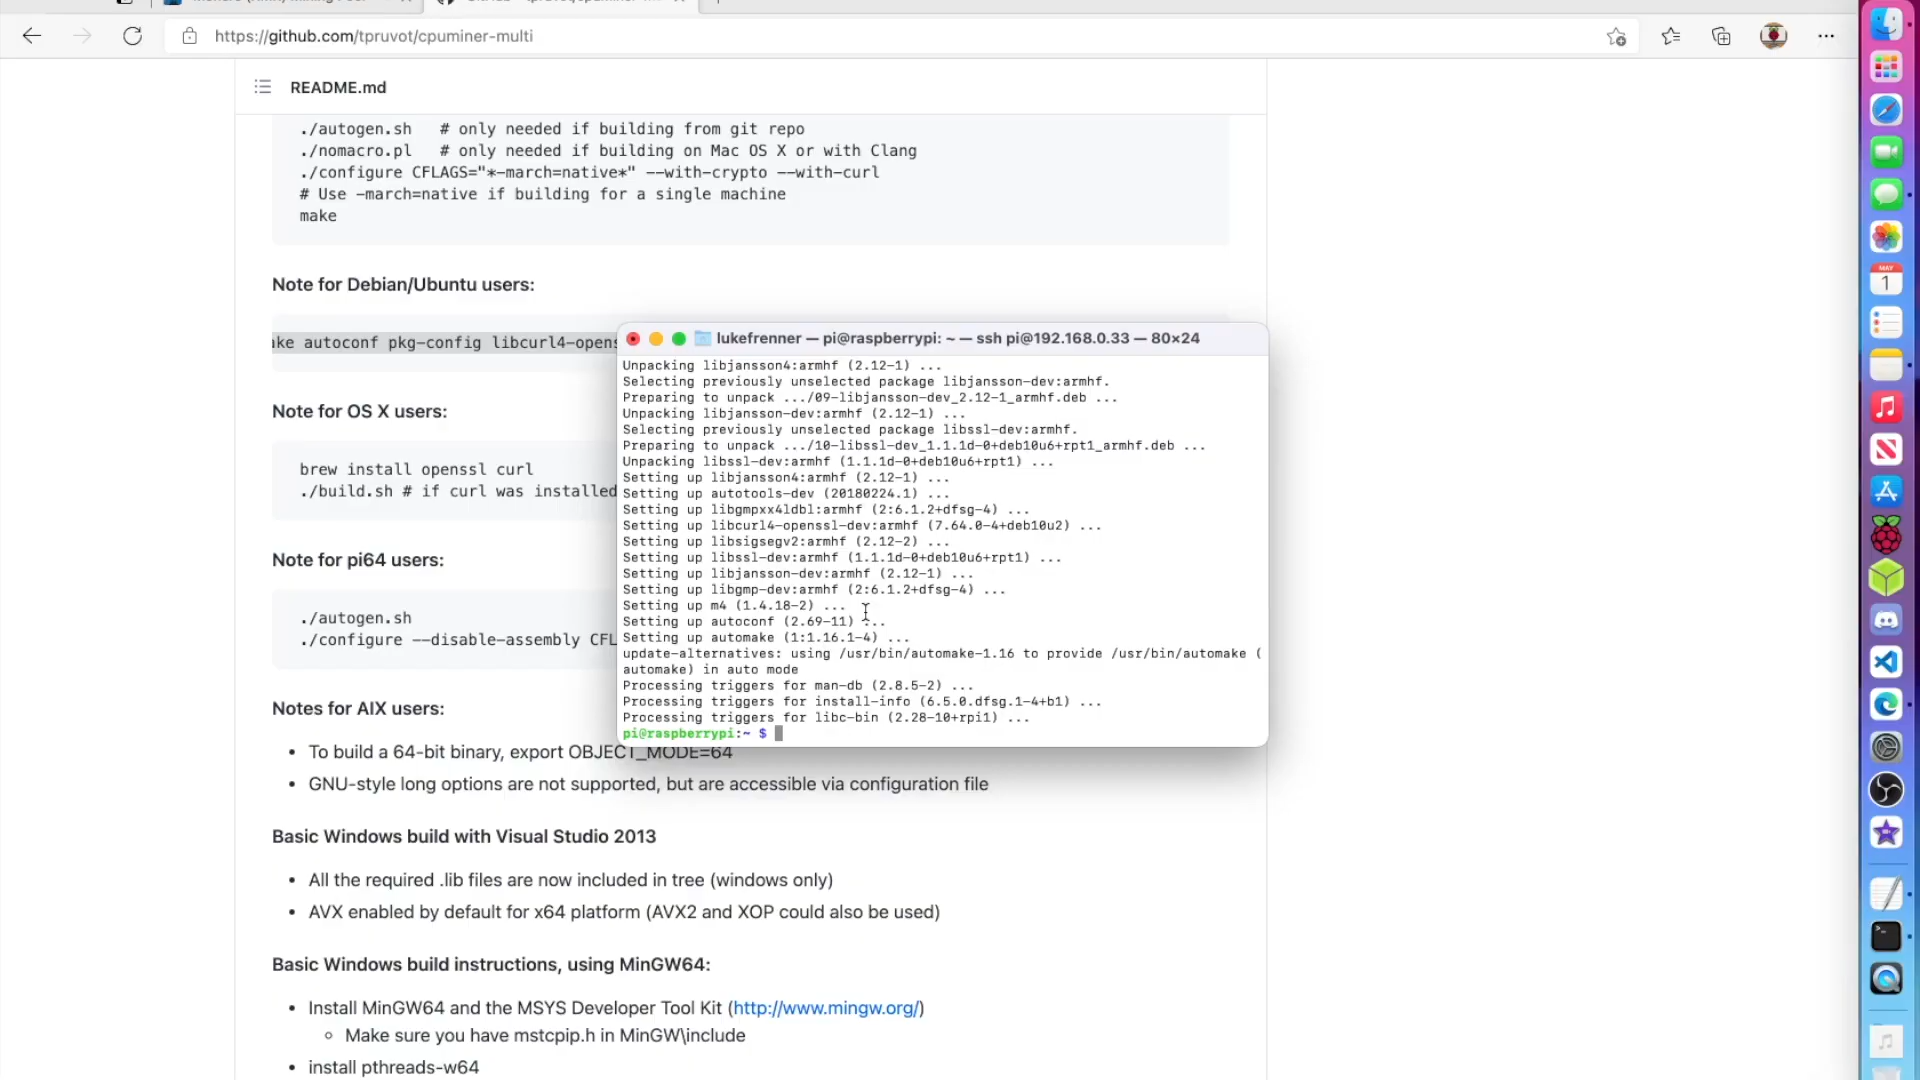 https://github.com/tpruvot/cpuminer-multi
README.md
./autogen.sh   # only needed if building from git repo
./nomacro.pl   # only needed if building on Mac OS X or with Clang
./configure CFLAGS="*-march=native*" --with-crypto --with-curl
# Use -march=native if building for a single machine
make
Note for Debian/Ubuntu users:
ake autoconf pkg-config libcurl4-opens
Note for OS X users:
brew install openssl curl
./build.sh # if curl was installed
Note for pi64 users:
./autogen.sh
./configure --disable-assembly CFL
Notes for AIX users:
• To build a 64-bit binary, export OBJECT_MODE=64
• GNU-style long options are not supported, but are accessible via configuration file
Basic Windows build with Visual Studio 2013
• All the required .lib files are now included in tree (windows only)
• AVX enabled by default for x64 platform (AVX2 and XOP could also be used)
Basic Windows build instructions, using MinGW64:
• Install MinGW64 and the MSYS Developer Tool Kit (http://www.mingw.org/)
◦ Make sure you have mstcpip.h in MinGW\include
• install pthreads-w64
lukefrenner — pi@raspberrypi: ~ — ssh pi@192.168.0.33 — 80×24
Unpacking libjansson4:armhf (2.12-1) ...
Selecting previously unselected package libjansson-dev:armhf.
Preparing to unpack .../09-libjansson-dev_2.12-1_armhf.deb ...
Unpacking libjansson-dev:armhf (2.12-1) ...
Selecting previously unselected package libssl-dev:armhf.
Preparing to unpack .../10-libssl-dev_1.1.1d-0+deb10u6+rpt1_armhf.deb ...
Unpacking libssl-dev:armhf (1.1.1d-0+deb10u6+rpt1) ...
Setting up libjansson4:armhf (2.12-1) ...
Setting up autotools-dev (20180224.1) ...
Setting up libgmpxx4ldbl:armhf (2:6.1.2+dfsg-4) ...
Setting up libcurl4-openssl-dev:armhf (7.64.0-4+deb10u2) ...
Setting up libsigsegv2:armhf (2.12-2) ...
Setting up libssl-dev:armhf (1.1.1d-0+deb10u6+rpt1) ...
Setting up libjansson-dev:armhf (2.12-1) ...
Setting up libgmp-dev:armhf (2:6.1.2+dfsg-4) ...
Setting up m4 (1.4.18-2) ...
Setting up autoconf (2.69-11) ...
Setting up automake (1:1.16.1-4) ...
update-alternatives: using /usr/bin/automake-1.16 to provide /usr/bin/automake (
automake) in auto mode
Processing triggers for man-db (2.8.5-2) ...
Processing triggers for install-info (6.5.0.dfsg.1-4+b1) ...
Processing triggers for libc-bin (2.28-10+rpi1) ...
pi@raspberrypi:~ $
MAY
1